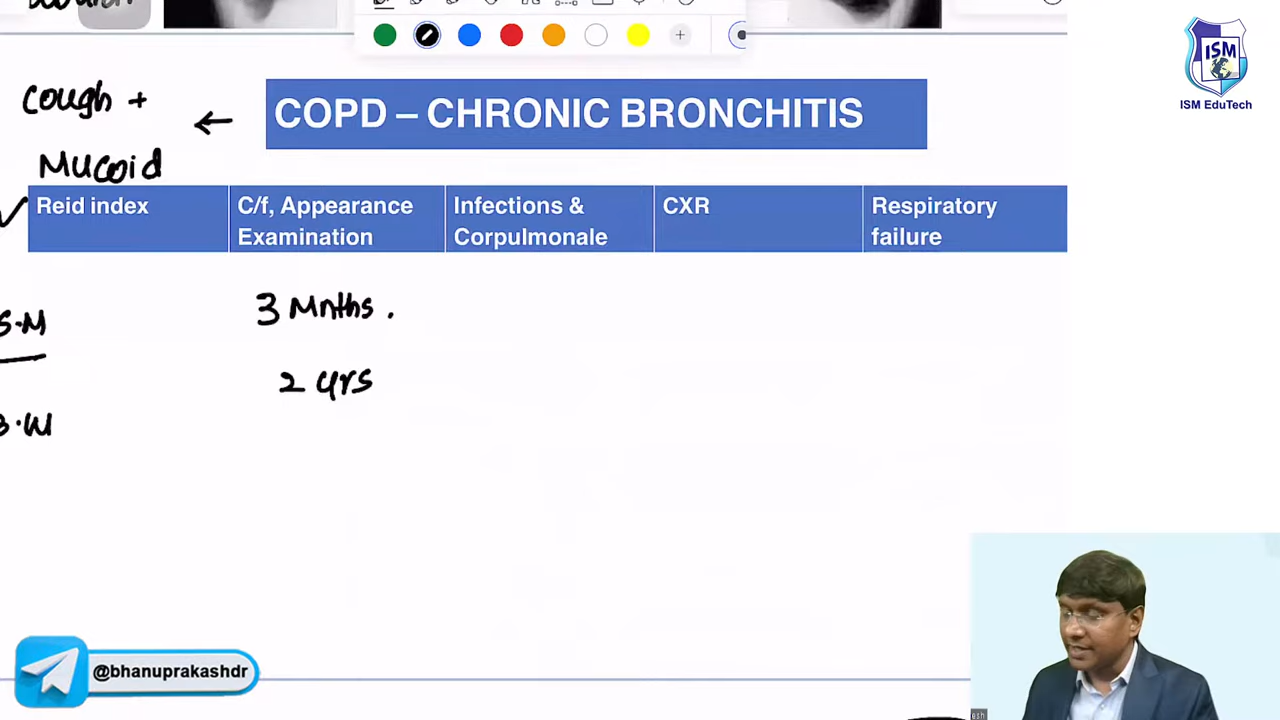 ISM
ISM EduTech
cough +
←
COPD – CHRONIC BRONCHITIS
Mucoid
Reid index
C/f, Appearance
Examination
Infections &
Corpulmonale
CXR
Respiratory
failure
3 Mnths.
S.M
2 yrs
B.W
@bhanuprakashdr
esh